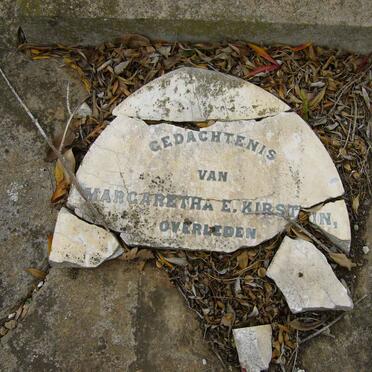 GEDACHTENIS
VAN
MARGARETHA E. KIRSTEIN,
OVERLEDEN